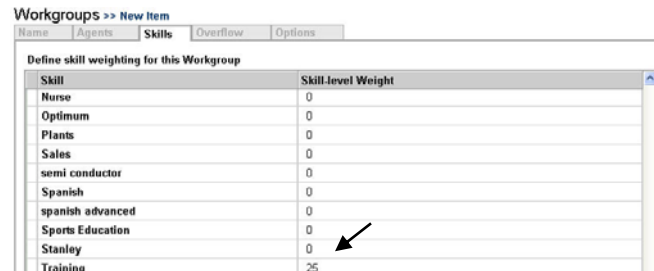 Workgroups >> New Item
Name Agents Skills Overflow Options
Define skill weighting for this Workgroup
Skill Skill-level Weight
Nurse 0
Optimum 0
Plants 0
Sales 0
semi conductor 0
Spanish 0
spanish advanced 0
Sports Education 0
Stanley 0
Training 25